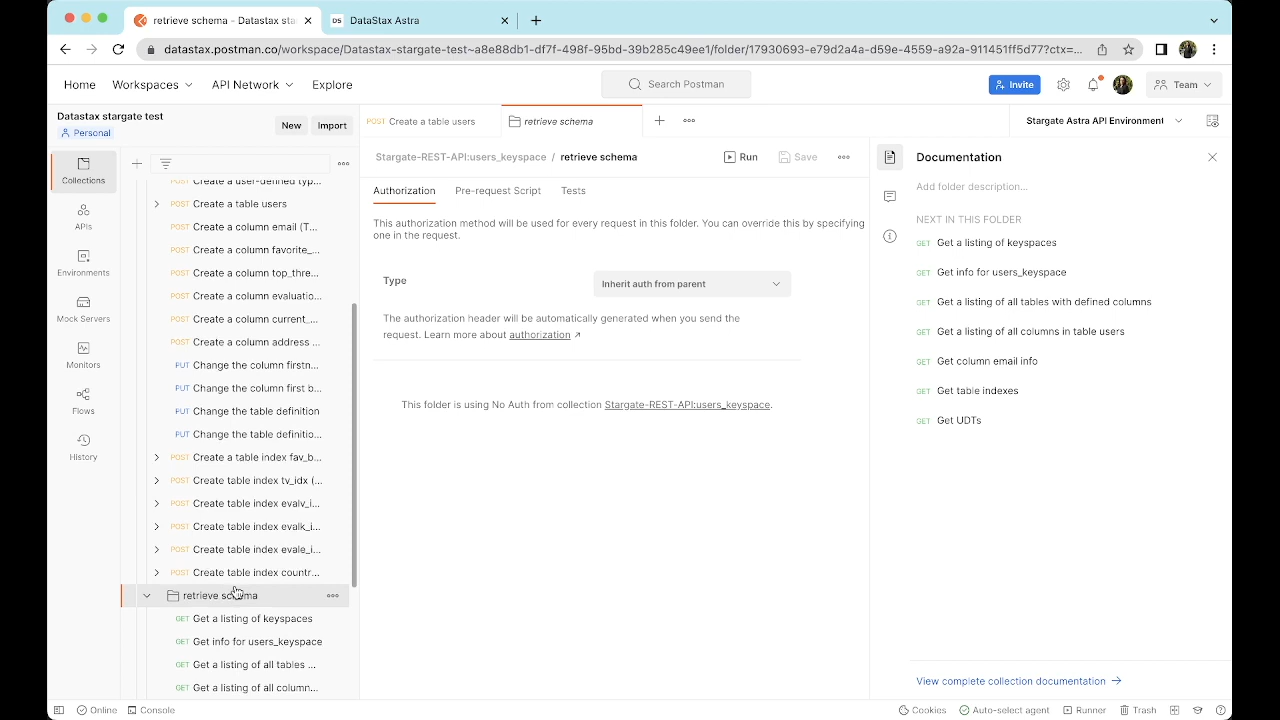 retrieve schema - Datastax sta
DataStax Astra
datastax.postman.co/workspace/Datastax-stargate-test~a8e88db1-df7f-498f-95bd-39b285c49ee1/folder/17930693-e79d2a4a-d59e-4559-a92a-911451ff5d77?ctx=...
Home
Workspaces
API Network
Explore
Search Postman
Invite
Team
Datastax stargate test
Personal
New
Import
POST Create a table users
retrieve schema
Stargate Astra API Environment
Collections
APIs
Environments
Mock Servers
Monitors
Flows
History
POST Create a user-defined typ...
POST Create a table users
POST Create a column email (T...
POST Create a column favorite_...
POST Create a column top_thre...
POST Create a column evaluatio...
POST Create a column current_...
POST Create a column address ...
PUT Change the column firstn...
PUT Change the column first b...
PUT Change the table definition
PUT Change the table definitio...
POST Create a table index fav_b...
POST Create table index tv_idx (...
POST Create table index evalv_i...
POST Create table index evalk_i...
POST Create table index evale_i...
POST Create table index countr...
retrieve schema
GET Get a listing of keyspaces
GET Get info for users_keyspace
GET Get a listing of all tables ...
GET Get a listing of all column...
Stargate-REST-API:users_keyspace / retrieve schema
Run
Save
Authorization
Pre-request Script
Tests
This authorization method will be used for every request in this folder. You can override this by specifying
one in the request.
Type
Inherit auth from parent
The authorization header will be automatically generated when you send the
request. Learn more about authorization ↗
This folder is using No Auth from collection Stargate-REST-API:users_keyspace.
Documentation
Add folder description...
NEXT IN THIS FOLDER
GET Get a listing of keyspaces
GET Get info for users_keyspace
GET Get a listing of all tables with defined columns
GET Get a listing of all columns in table users
GET Get column email info
GET Get table indexes
GET Get UDTs
View complete collection documentation →
Online
Console
Cookies
Auto-select agent
Runner
Trash